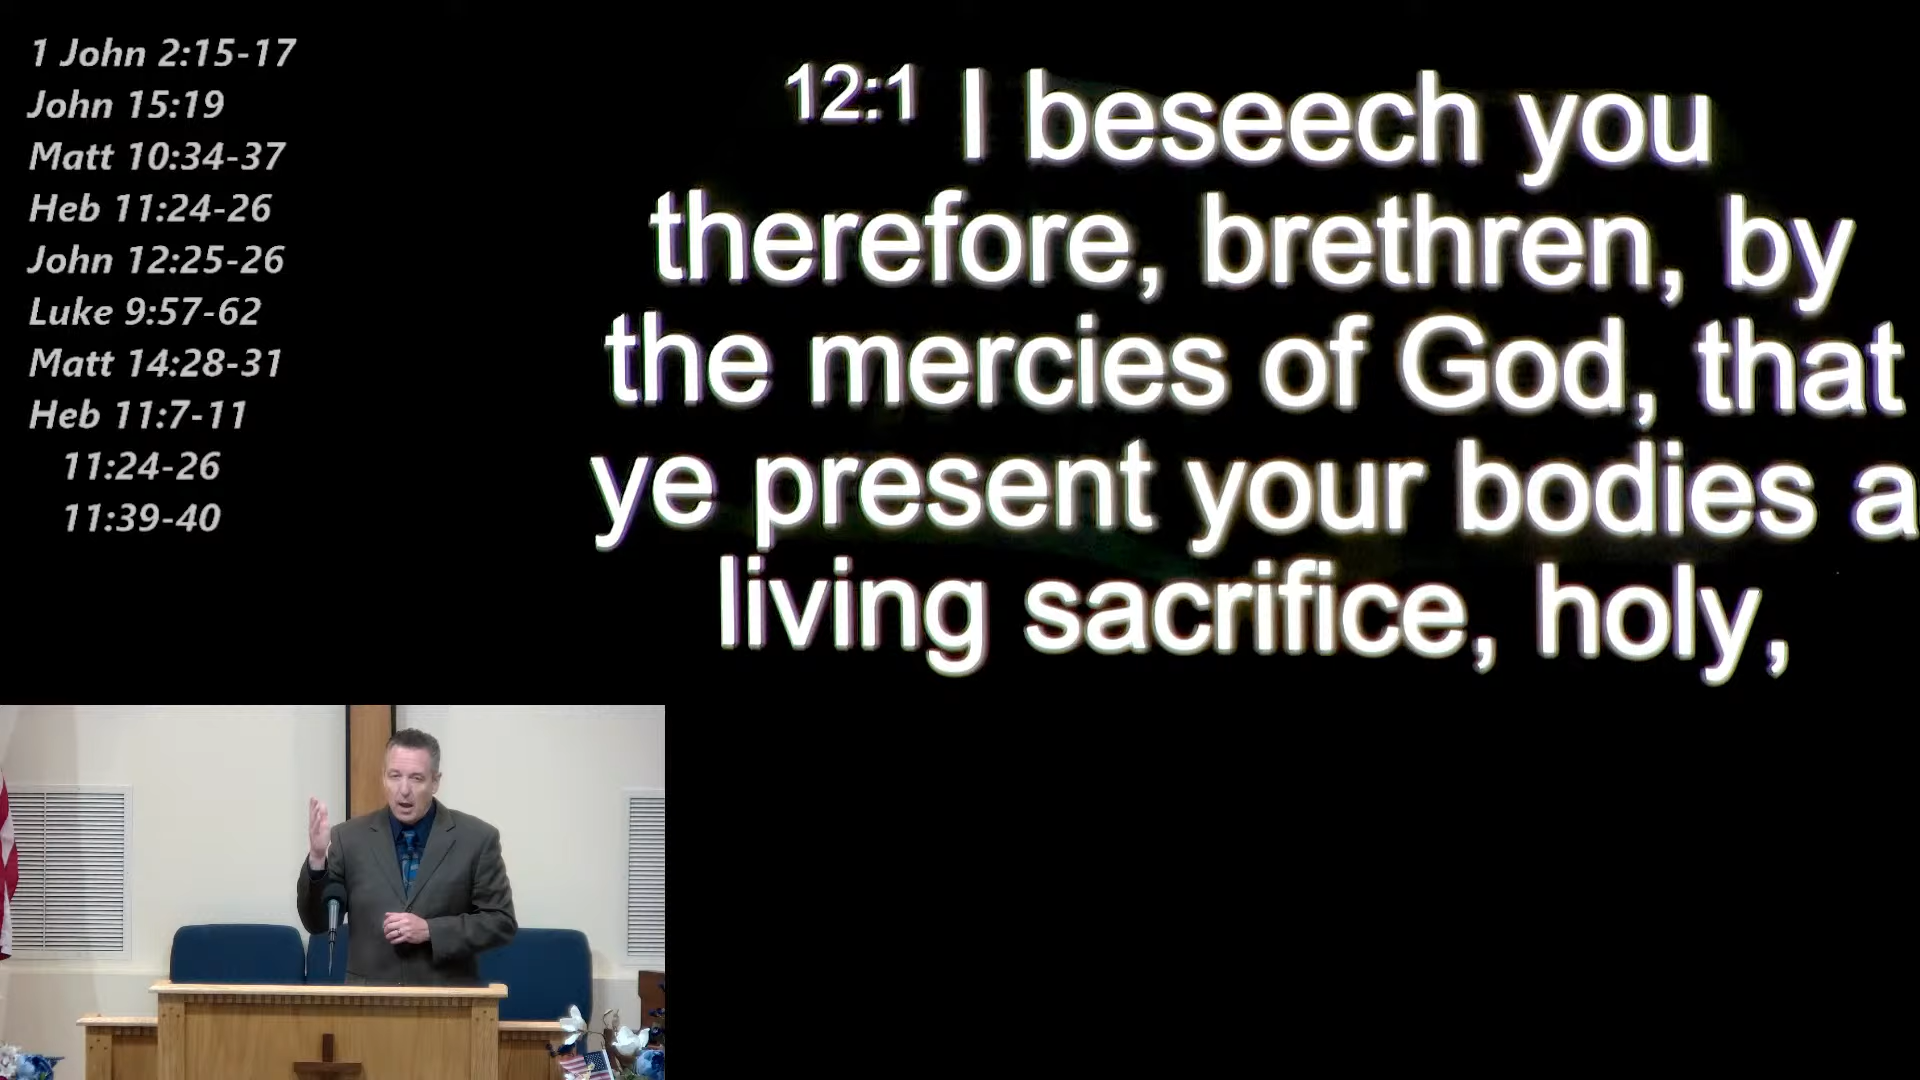 1 John 2:15-17
John 15:19
Matt 10:34-37
Heb 11:24-26
John 12:25-26
Luke 9:57-62
Matt 14:28-31
Heb 11:7-11
11:24-26
11:39-40
12:1 I beseech you
therefore, brethren, by
the mercies of God, that
ye present your bodies a
living sacrifice, holy,